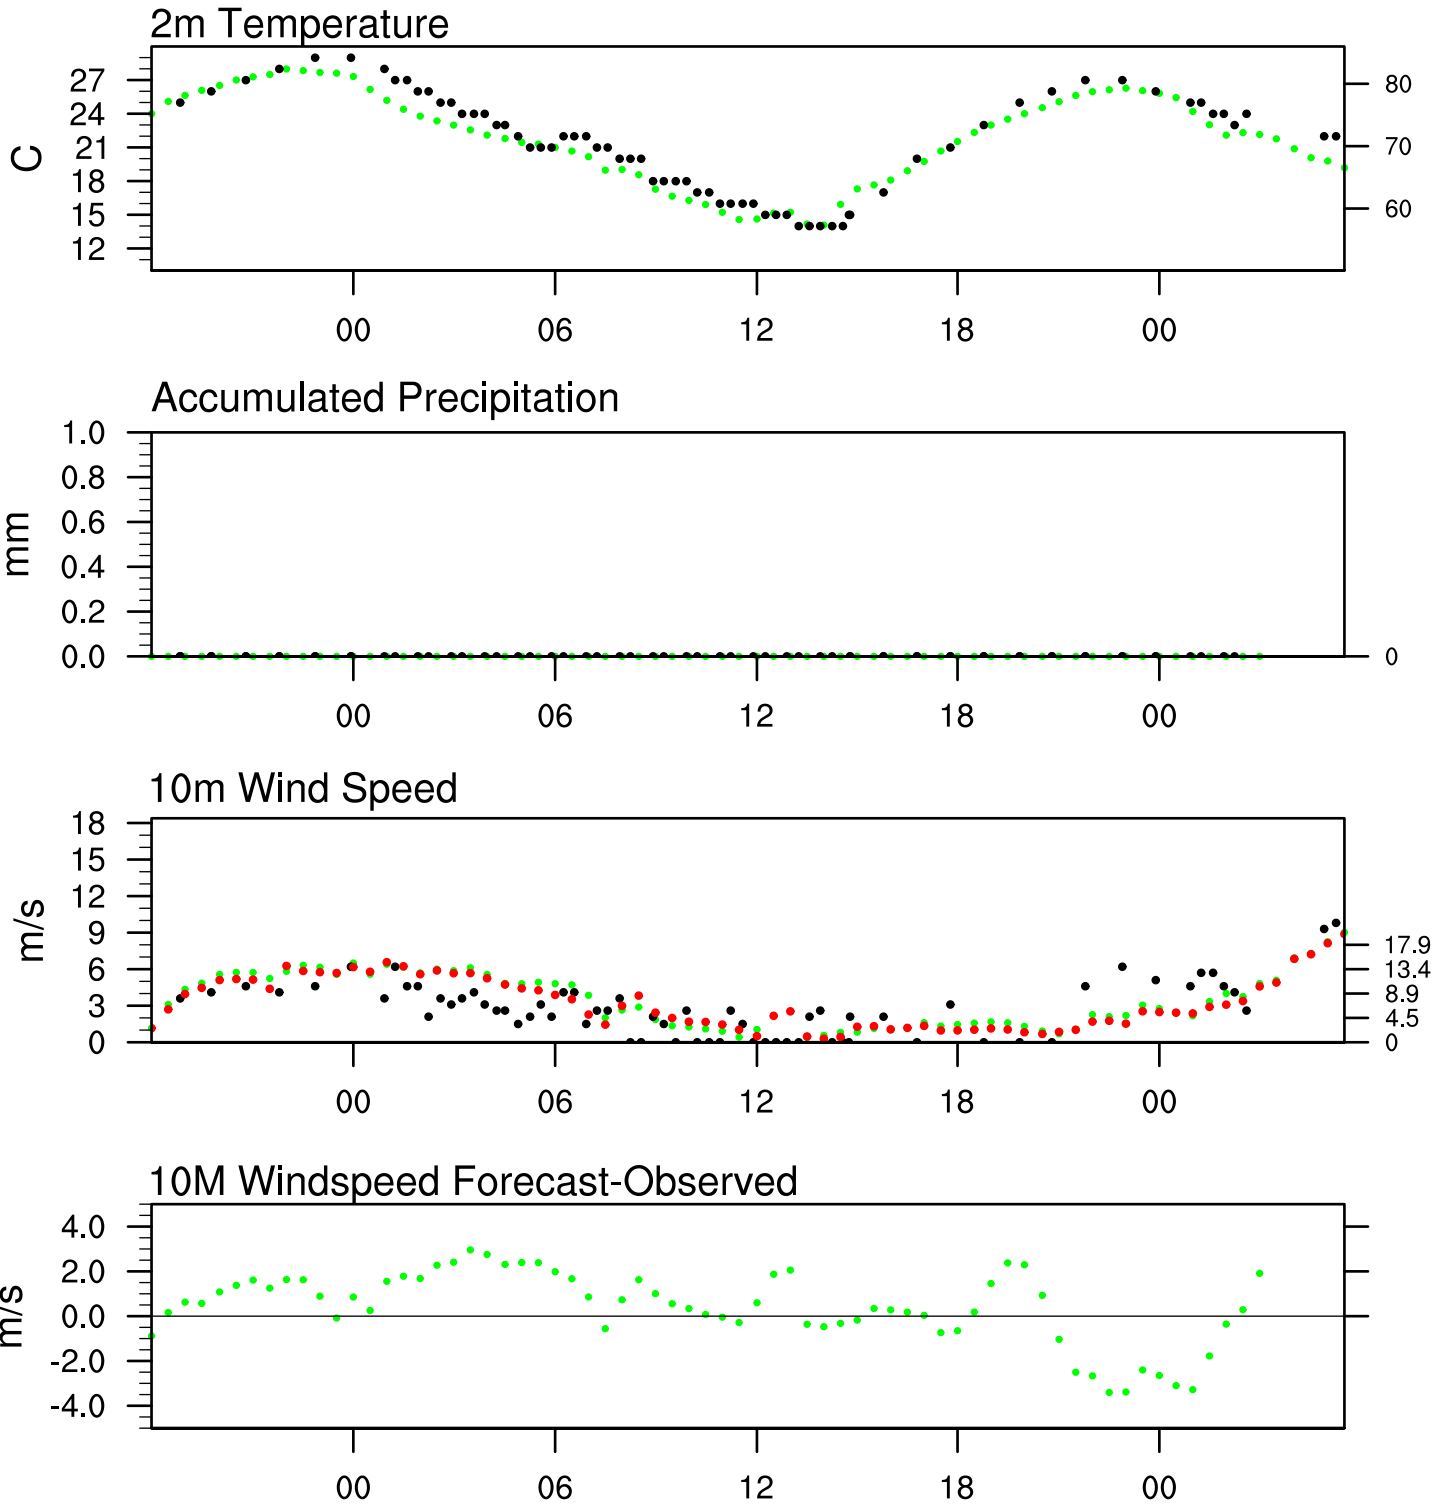 2m Temperature
27
24
21
18
15
12
C
80
70
60
00 06 12 18 00
Accumulated Precipitation
1.0
0.8
0.6
0.4
0.2
0.0
mm
0
00 06 12 18 00
10m Wind Speed
18
15
12
9
6
3
0
m/s
17.9
13.4
8.9
4.5
0
00 06 12 18 00
10M Windspeed Forecast-Observed
4.0
2.0
0.0
-2.0
-4.0
m/s
00 06 12 18 00